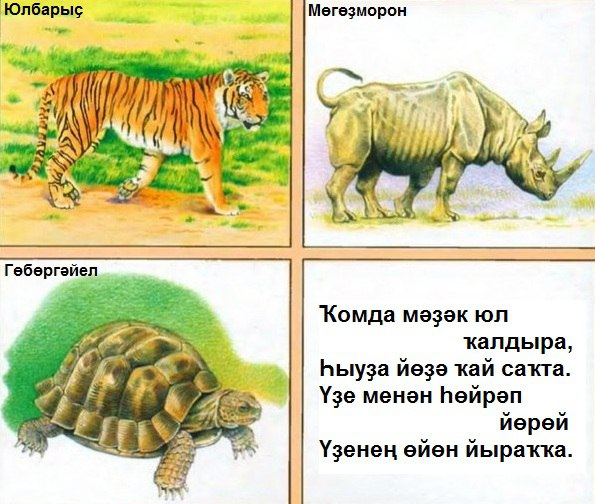 Юлбарыҫ
Мөгөҙморон
Гөбөргәйел
Ҡомда мәҙәк юл
ҡалдыра,
Һыуҙа йөҙә ҡай саҡта.
Үҙе менән һөйрәп
йөрөй
Үҙенең өйөн йыраҡҡа.